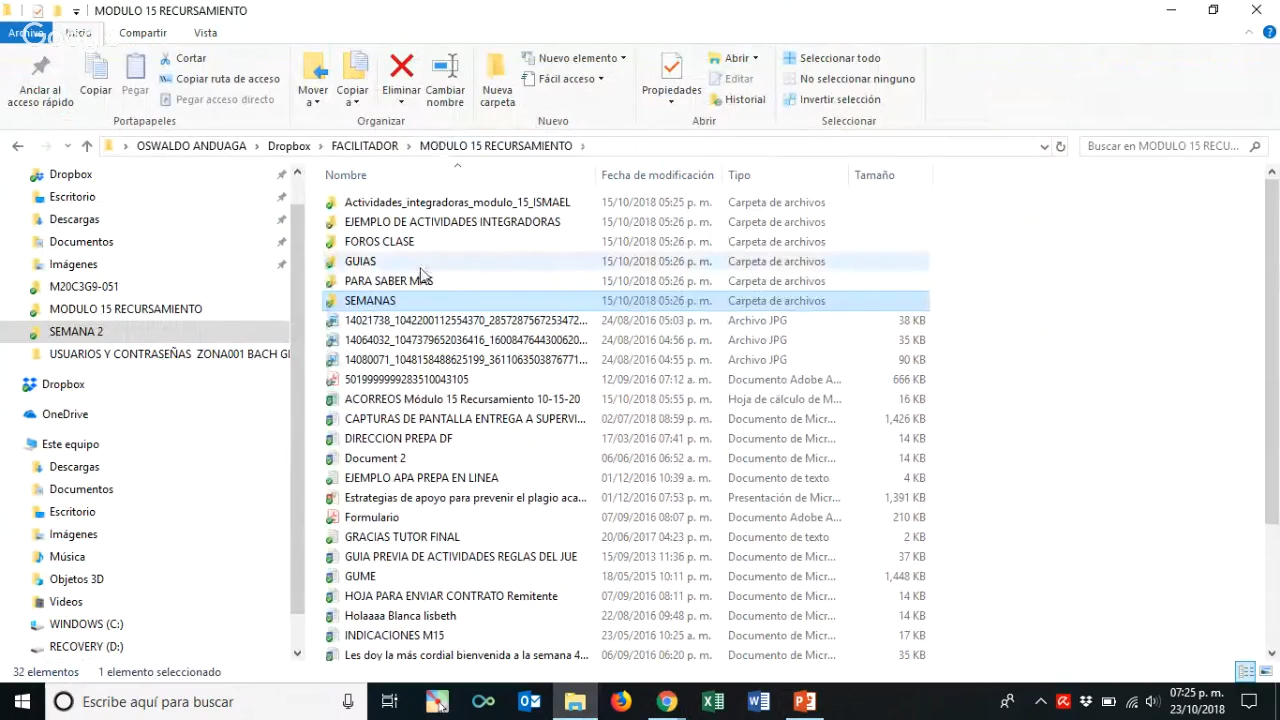 MODULO 15 RECURSAMIENTO
Archivo Inicio Compartir Vista
Anclar al acceso rápido
Copiar
Pegar
Cortar
Copiar ruta de acceso
Pegar acceso directo
Portapapeles
Mover a
Copiar a
Eliminar
Cambiar nombre
Organizar
Nueva carpeta
Nuevo elemento
Fácil acceso
Nuevo
Propiedades
Abrir
Editar
Historial
Abrir
Seleccionar todo
No seleccionar ninguno
Invertir selección
Seleccionar
OSWALDO ANDUAGA > Dropbox > FACILITADOR > MODULO 15 RECURSAMIENTO >
Buscar en MODULO 15 RECU...
Dropbox
Escritorio
Descargas
Documentos
Imágenes
M20C3G9-051
MODULO 15 RECURSAMIENTO
SEMANA 2
USUARIOS Y CONTRASEÑAS ZONA001 BACH GI
Dropbox
OneDrive
Este equipo
Descargas
Documentos
Escritorio
Imágenes
Música
Objetos 3D
Videos
WINDOWS (C:)
RECOVERY (D:)
Nombre Fecha de modificación Tipo Tamaño
Actividades_integradoras_modulo_15_ISMAEL 15/10/2018 05:25 p. m. Carpeta de archivos
EJEMPLO DE ACTIVIDADES INTEGRADORAS 15/10/2018 05:26 p. m. Carpeta de archivos
FOROS CLASE 15/10/2018 05:26 p. m. Carpeta de archivos
GUIAS 15/10/2018 05:26 p. m. Carpeta de archivos
PARA SABER MAS 15/10/2018 05:26 p. m. Carpeta de archivos
SEMANAS 15/10/2018 05:26 p. m. Carpeta de archivos
14021738_1042200112554370_2857287567253472... 24/08/2016 05:03 p. m. Archivo JPG 38 KB
14064032_1047379652036416_1600847644300620... 24/08/2016 04:56 p. m. Archivo JPG 35 KB
14080071_1048158488625199_3611063503876771... 24/08/2016 04:55 p. m. Archivo JPG 90 KB
5019999999283510043105 12/09/2016 07:12 a. m. Documento Adobe A... 666 KB
ACORREOS Módulo 15 Recursamiento 10-15-20 15/10/2018 05:55 p. m. Hoja de cálculo de M... 16 KB
CAPTURAS DE PANTALLA ENTREGA A SUPERVI... 02/07/2018 08:59 p. m. Documento de Micr... 1,426 KB
DIRECCION PREPA DF 17/03/2016 07:41 p. m. Documento de Micr... 14 KB
Document 2 06/06/2016 06:52 a. m. Documento de Micr... 14 KB
EJEMPLO APA PREPA EN LINEA 01/12/2016 10:39 a. m. Documento de texto 4 KB
Estrategias de apoyo para prevenir el plagio aca... 01/12/2016 07:53 p. m. Presentación de Micr... 1,391 KB
Formulario 07/09/2016 08:07 p. m. Documento Adobe A... 210 KB
GRACIAS TUTOR FINAL 20/06/2017 04:23 p. m. Documento de texto 2 KB
GUIA PREVIA DE ACTIVIDADES REGLAS DEL JUE 15/09/2013 11:36 p. m. Documento de Micr... 37 KB
GUME 18/05/2015 10:11 p. m. Documento de Micr... 1,448 KB
HOJA PARA ENVIAR CONTRATO Remitente 07/09/2016 08:11 p. m. Documento de Micr... 14 KB
Holaaaa Blanca lisbeth 22/08/2016 09:48 p. m. Documento de Micr... 14 KB
INDICACIONES M15 23/05/2016 10:25 a. m. Documento de Micr... 17 KB
Les doy la más cordial bienvenida a la semana 4... 06/09/2016 06:20 p. m. Documento de Micr... 35 KB
32 elementos 1 elemento seleccionado
Escribe aquí para buscar
07:25 p. m.
23/10/2018